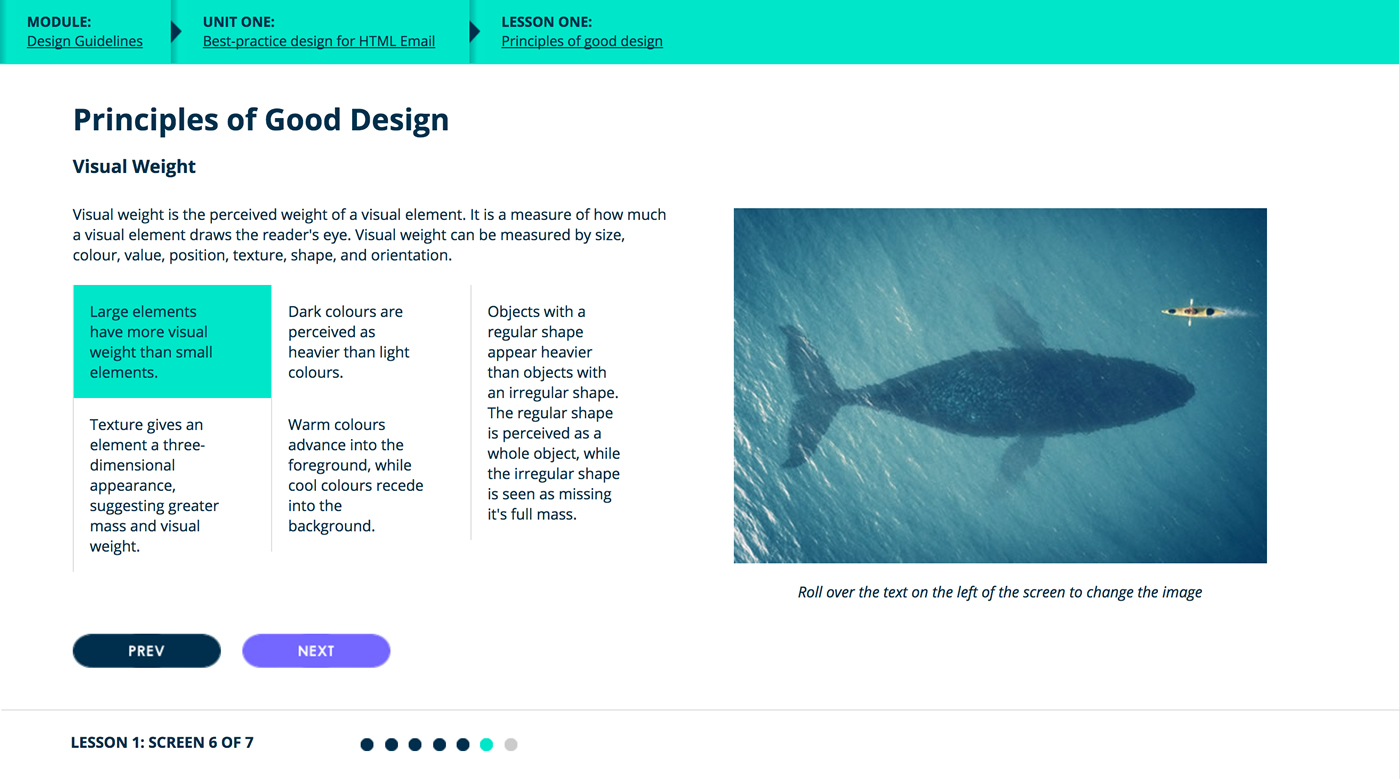 MODULE:
Design Guidelines
UNIT ONE:
Best-practice design for HTML Email
LESSON ONE:
Principles of good design
Principles of Good Design
Visual Weight
Visual weight is the perceived weight of a visual element. It is a measure of how much
a visual element draws the reader's eye. Visual weight can be measured by size,
colour, value, position, texture, shape, and orientation.
Large elements
have more visual
weight than small
elements.
Dark colours are
perceived as
heavier than light
colours.
Objects with a
regular shape
appear heavier
than objects with
an irregular shape.
The regular shape
is perceived as a
whole object, while
the irregular shape
is seen as missing
it's full mass.
Texture gives an
element a three-
dimensional
appearance,
suggesting greater
mass and visual
weight.
Warm colours
advance into the
foreground, while
cool colours recede
into the
background.
Roll over the text on the left of the screen to change the image
PREV
NEXT
LESSON 1: SCREEN 6 OF 7